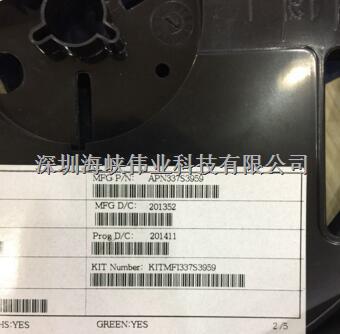 深圳海峡伟业科技有限公司
MFG P/N: APN337S3959
MFG D/C: 201352
Prog D/C: 201411
KIT Number: KITMFI337S3959
HS:YES GREEN:YES 2/5